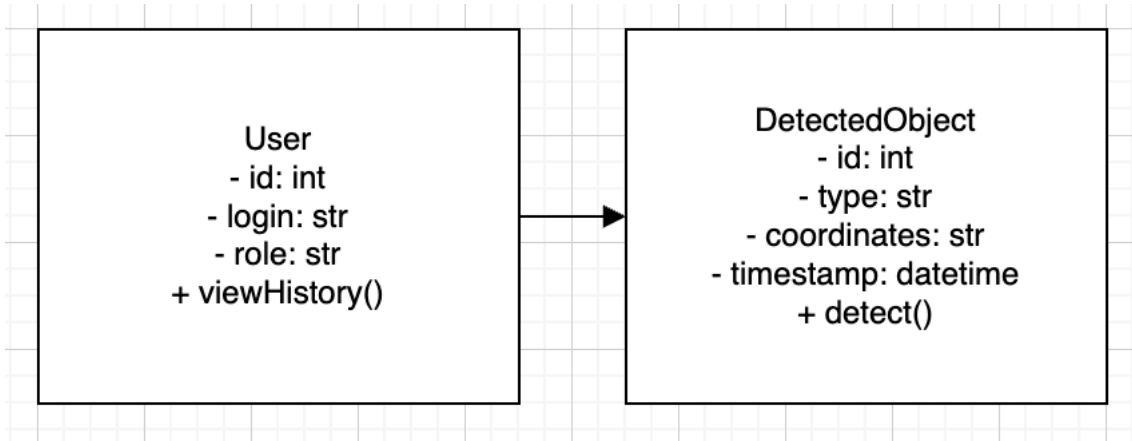 User
- id: int
- login: str
- role: str
+ viewHistory()
DetectedObject
- id: int
- type: str
- coordinates: str
- timestamp: datetime
+ detect()